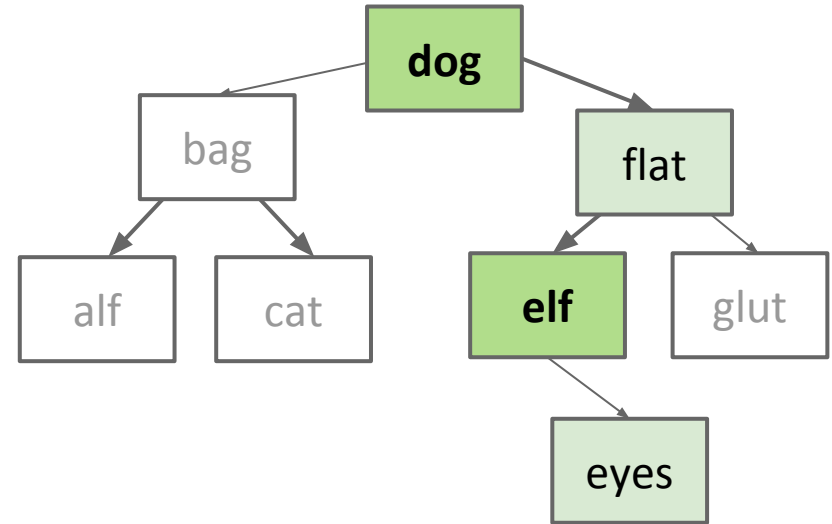 dog
bag
flat
alf
cat
elf
glut
eyes